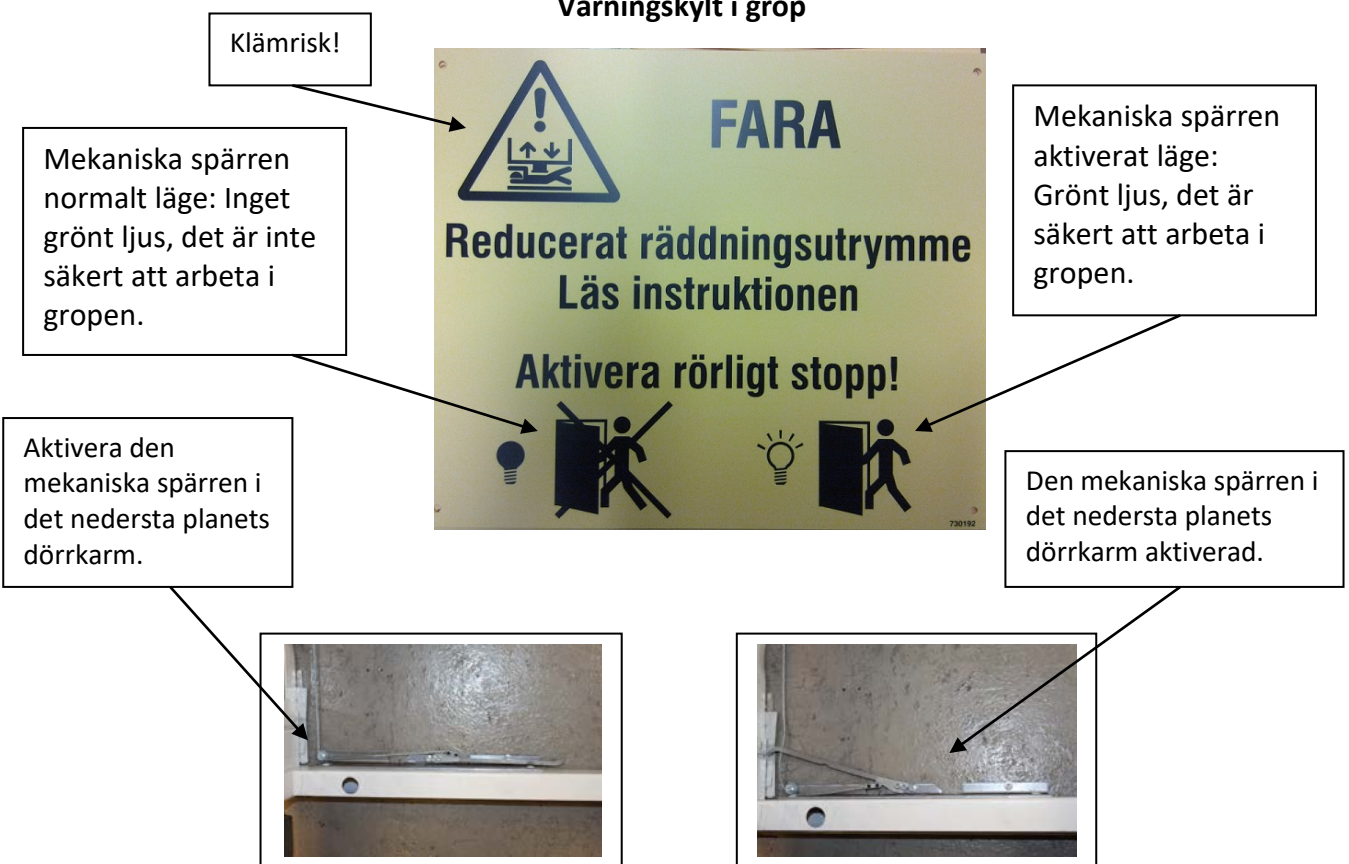 Varningskylt i grop
Klämrisk!
Mekaniska spärren
normalt läge: Inget
grönt ljus, det är inte
säkert att arbeta i
gropen.
FARA
Reducerat räddningsutrymme
Läs instruktionen
Aktivera rörligt stopp!
730192
Mekaniska spärren
aktiverat läge:
Grönt ljus, det är
säkert att arbeta i
gropen.
Aktivera den
mekaniska spärren i
det nedersta planets
dörrkarm.
Den mekaniska spärren i
det nedersta planets
dörrkarm aktiverad.